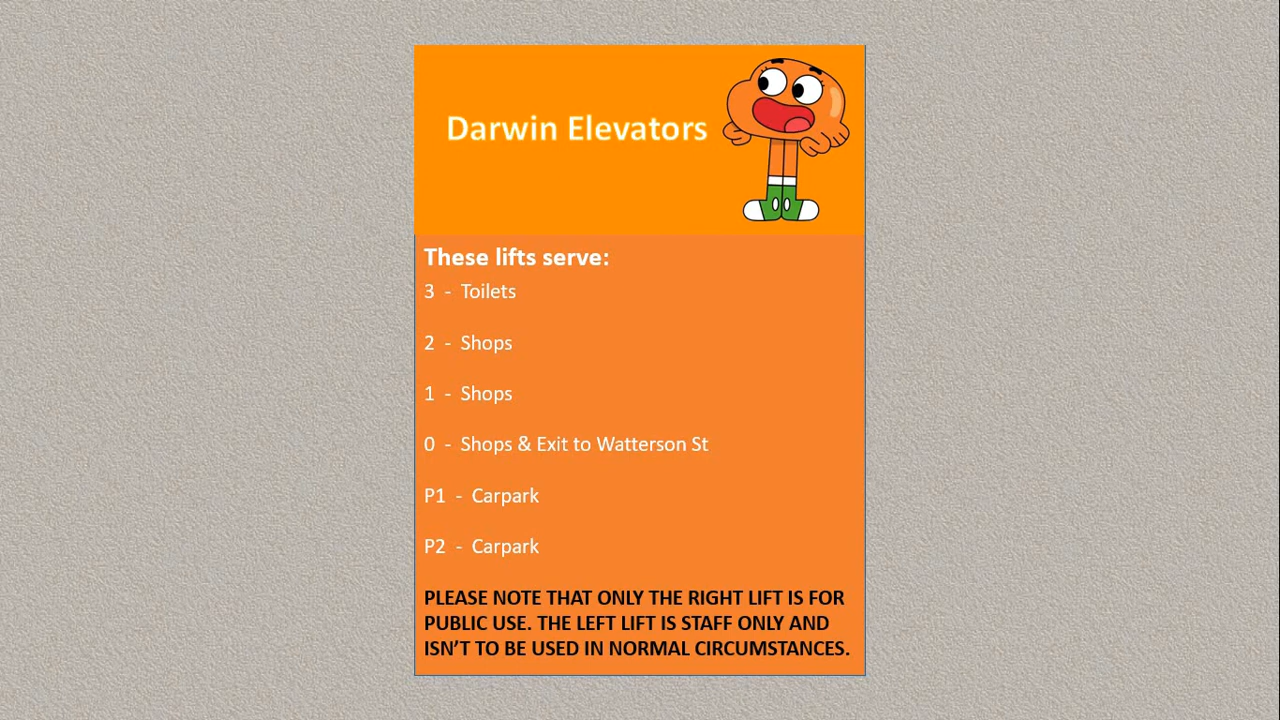 Darwin Elevators
These lifts serve:
3 - Toilets
2 - Shops
1 - Shops
0 - Shops & Exit to Watterson St
P1 - Carpark
P2 - Carpark
PLEASE NOTE THAT ONLY THE RIGHT LIFT IS FOR
PUBLIC USE. THE LEFT LIFT IS STAFF ONLY AND
ISN’T TO BE USED IN NORMAL CIRCUMSTANCES.